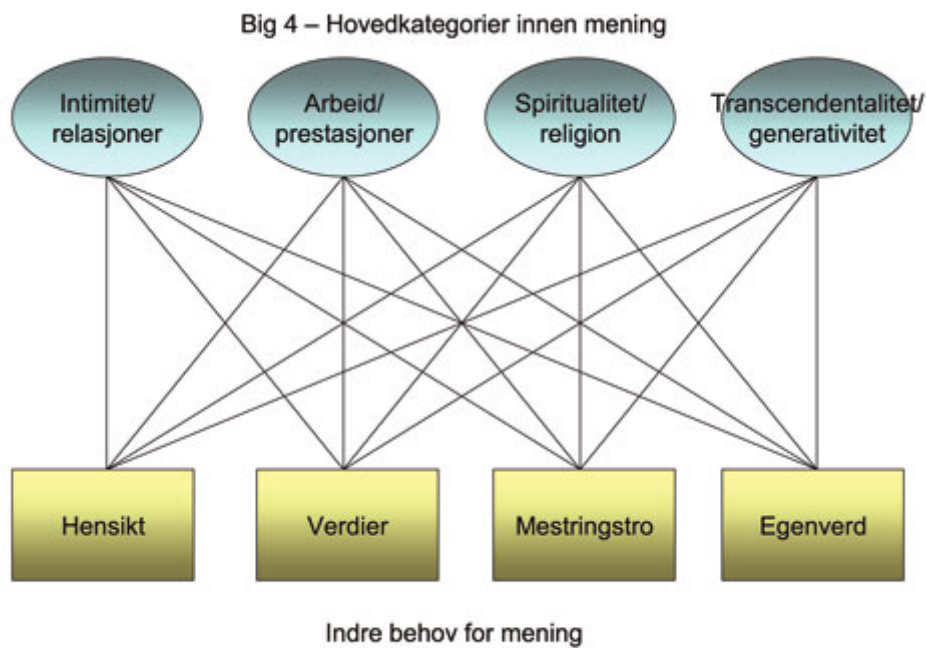 Big 4 – Hovedkategorier innen mening
Intimitet/
relasjoner
Arbeid/
prestasjoner
Spiritualitet/
religion
Transcendentalitet/
generativitet
Hensikt
Verdier
Mestringstro
Egenverd
Indre behov for mening